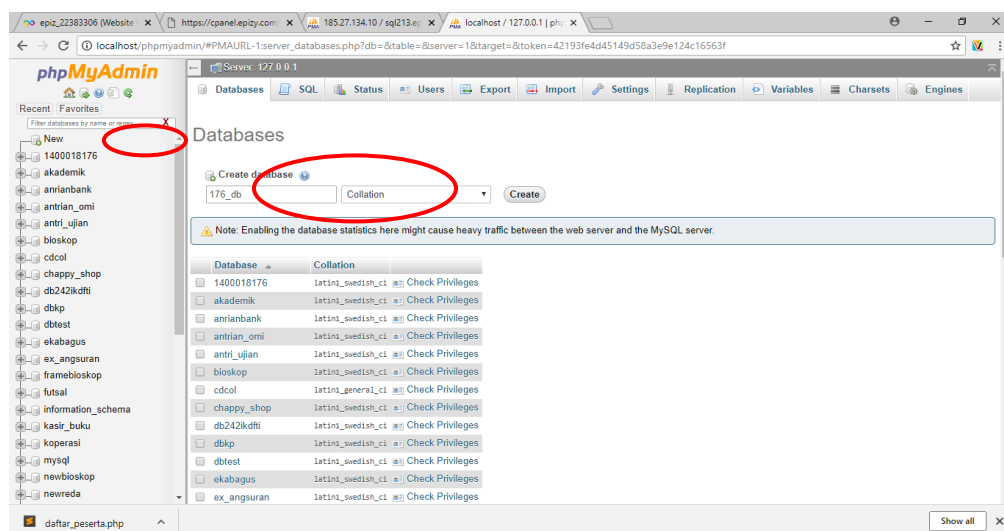 epiz_22383306 (Website
https://cpanel.epizy.com/
185.27.134.10 / sql213.ep
localhost / 127.0.0.1 | ph
localhost/phpmyadmin/#PMAURL-1:server_databases.php?db=&table=&server=1&target=&token=42193fe4d45149d58a3e9e124c16563f
phpMyAdmin
Recent Favorites
Filter databases by name or regex X
New
1400018176
akademik
anrianbank
antrian_omi
antri_ujian
bioskop
cdcol
chappy_shop
db242ikdfti
dbkp
dbtest
ekabagus
ex_angsuran
framebioskop
futsal
information_schema
kasir_buku
koperasi
mysql
newbioskop
newreda
Server: 127.0.0.1
Databases SQL Status Users Export Import Settings Replication Variables Charsets Engines
Databases
Create database
176_db Collation Create
Note: Enabling the database statistics here might cause heavy traffic between the web server and the MySQL server.
Database Collation
1400018176 latin1_swedish_ci Check Privileges
akademik latin1_swedish_ci Check Privileges
anrianbank latin1_swedish_ci Check Privileges
antrian_omi latin1_swedish_ci Check Privileges
antri_ujian latin1_swedish_ci Check Privileges
bioskop latin1_swedish_ci Check Privileges
cdcol latin1_general_ci Check Privileges
chappy_shop latin1_swedish_ci Check Privileges
db242ikdfti latin1_swedish_ci Check Privileges
dbkp latin1_swedish_ci Check Privileges
dbtest latin1_swedish_ci Check Privileges
ekabagus latin1_swedish_ci Check Privileges
ex_angsuran latin1_swedish_ci Check Privileges
daftar_peserta.php
Show all